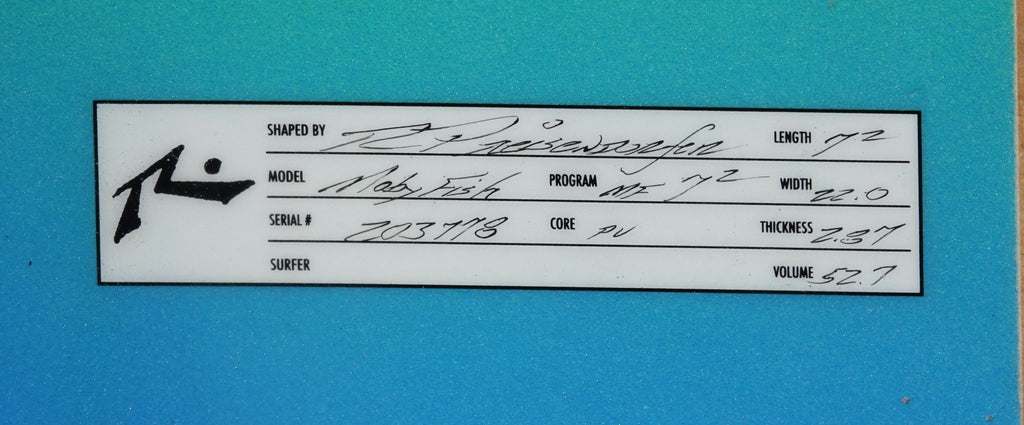 SHAPED BY R Preisendorfer LENGTH 7 2
MODEL Moby Fish PROGRAM MF 7 2 WIDTH 22.0
SERIAL # 203778 CORE PU THICKNESS 2.87
SURFER VOLUME 52.7